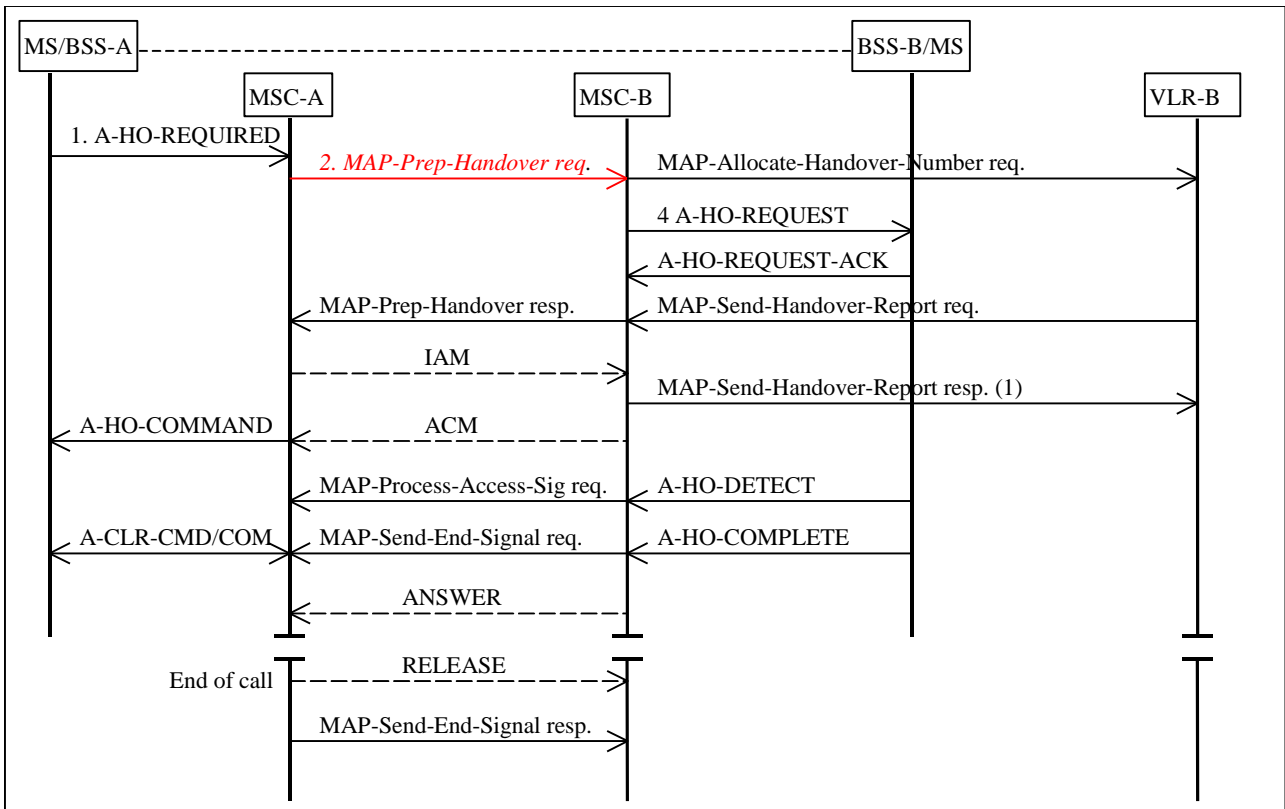 MS/BSS-A
BSS-B/MS
MSC-A
MSC-B
VLR-B
1. A-HO-REQUIRED
2. MAP-Prep-Handover req.
MAP-Allocate-Handover-Number req.
4 A-HO-REQUEST
A-HO-REQUEST-ACK
MAP-Prep-Handover resp.
MAP-Send-Handover-Report req.
IAM
MAP-Send-Handover-Report resp. (1)
A-HO-COMMAND
ACM
MAP-Process-Access-Sig req.
A-HO-DETECT
A-CLR-CMD/COM
MAP-Send-End-Signal req.
A-HO-COMPLETE
ANSWER
RELEASE
End of call
MAP-Send-End-Signal resp.